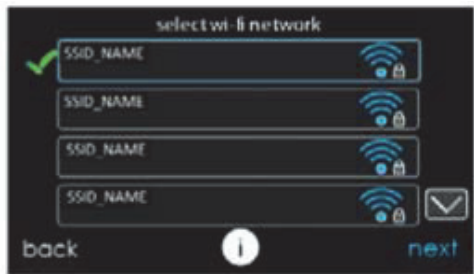 select wi-fi network
SSID_NAME
SSID_NAME
SSID_NAME
SSID_NAME
back
i
next